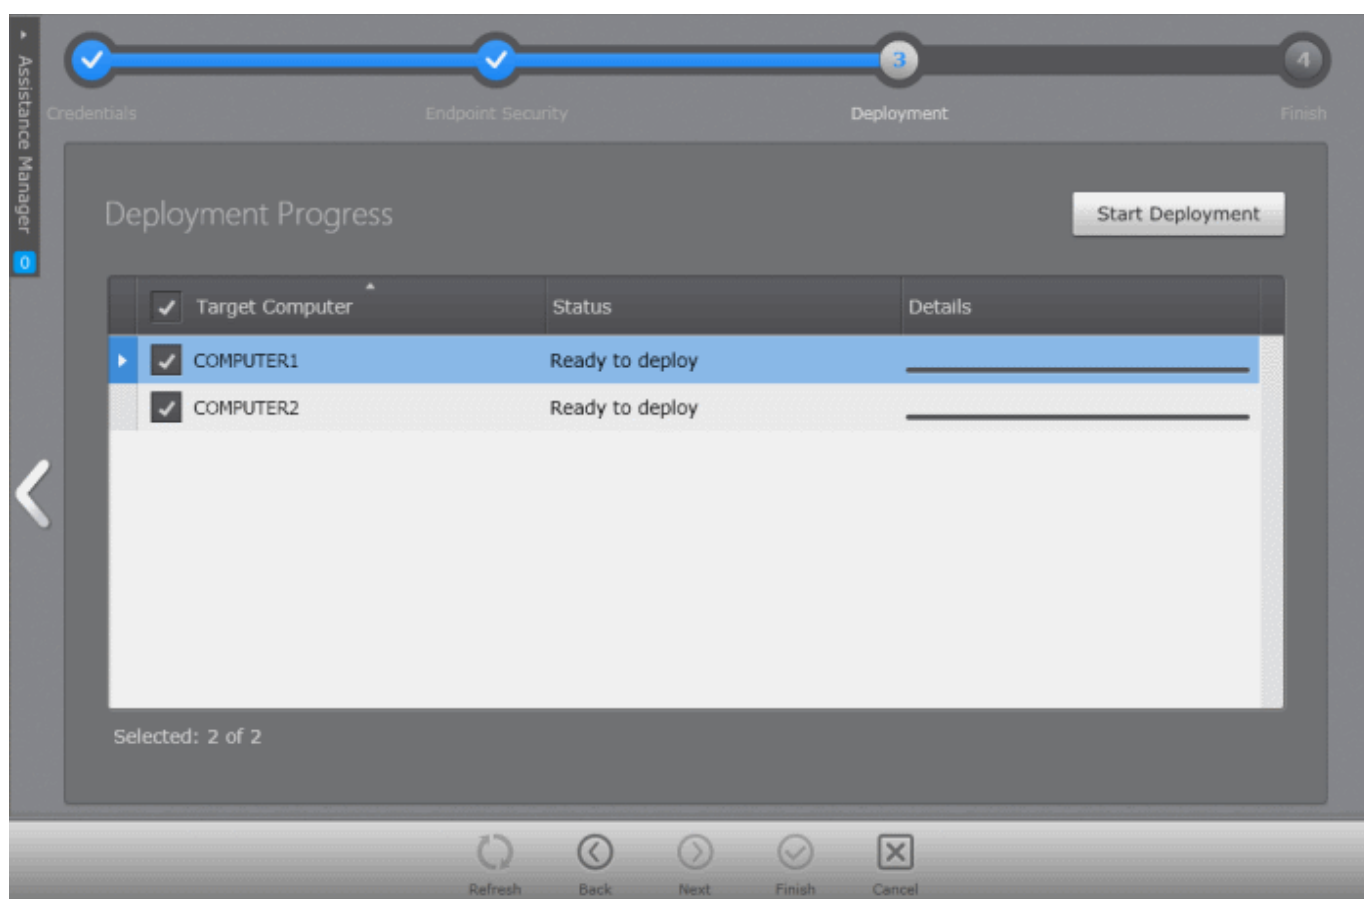 Assistance Manager
0
3
4
Credentials
Endpoint Security
Deployment
Finish
Deployment Progress
Start Deployment
Target Computer Status Details
COMPUTER1 Ready to deploy
COMPUTER2 Ready to deploy
Selected: 2 of 2
Refresh Back Next Finish Cancel